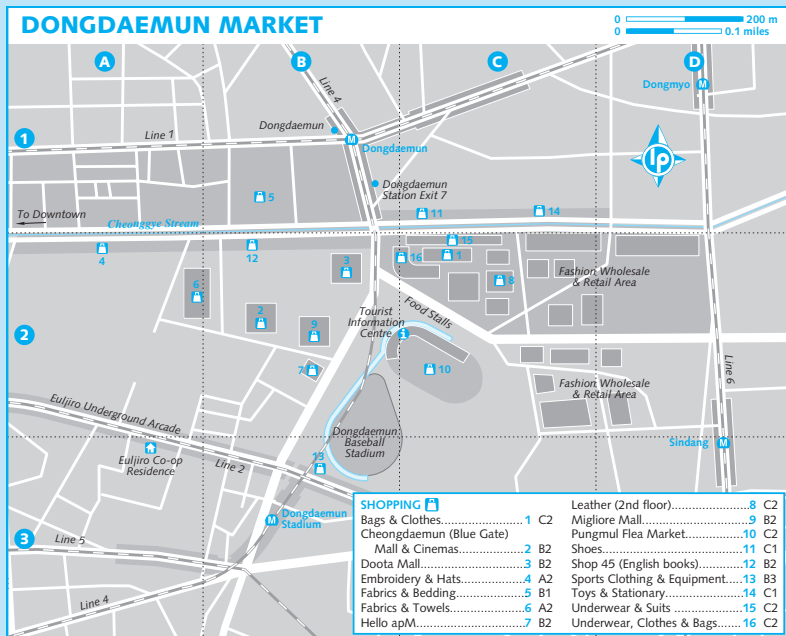 DONGDAEMUN MARKET
0 200 m
0 0.1 miles
A
B
C
D
1
2
3
Line 4
Dongmyo
M
Line 1
Dongdaemun
M
Dongdaemun
lp
Dongdaemun
Station Exit 7
5
To Downtown
Cheonggye Stream
11
14
4
12
3
15
16
1
8
Fashion Wholesale
& Retail Area
6
2
9
Tourist
Information
Centre
Food Stalls
i
7
10
Line 6
Fashion Wholesale
& Retail Area
Euljiro Underground Arcade
Dongdaemun
Baseball
Stadium
M
Sindang
Euljiro Co-op
Residence
Line 2
13
M
Dongdaemun
Stadium
Line 5
Line 4
SHOPPING
Bags & Clothes......................1 C2
Cheongdaemun (Blue Gate)
Mall & Cinemas................2 B2
Doota Mall............................3 B2
Embroidery & Hats................4 A2
Fabrics & Bedding.................5 B1
Fabrics & Towels...................6 A2
Hello apM.............................7 B2
Leather (2nd floor)................8 C2
Migliore Mall.........................9 B2
Pungmul Flea Market...........10 C2
Shoes..................................11 C1
Shop 45 (English books)......12 B2
Sports Clothing & Equipment..13 B3
Toys & Stationary................14 C1
Underwear & Suits ..............15 C2
Underwear, Clothes & Bags....16 C2